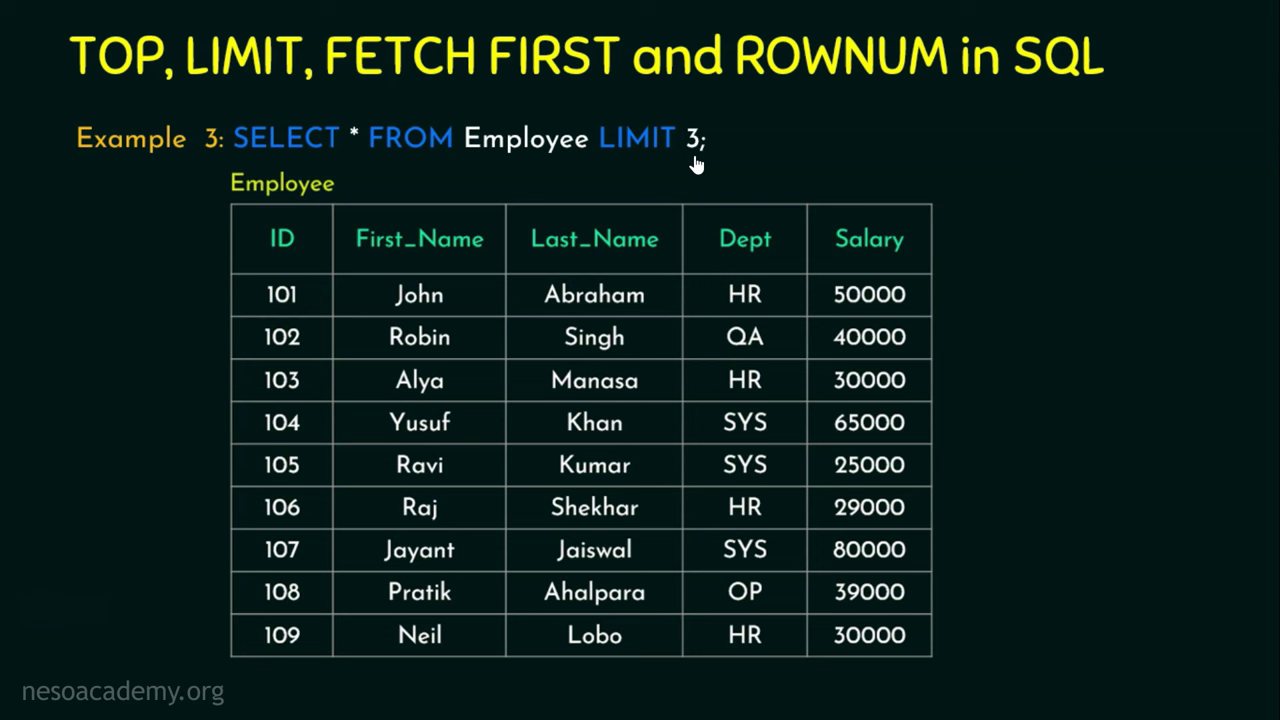 TOP, LIMIT, FETCH FIRST and ROWNUM in SQL
Example 3: SELECT * FROM Employee LIMIT 3;
Employee
ID First_Name Last_Name Dept Salary
101 John Abraham HR 50000
102 Robin Singh QA 40000
103 Alya Manasa HR 30000
104 Yusuf Khan SYS 65000
105 Ravi Kumar SYS 25000
106 Raj Shekhar HR 29000
107 Jayant Jaiswal SYS 80000
108 Pratik Ahalpara OP 39000
109 Neil Lobo HR 30000
nesoacademy.org